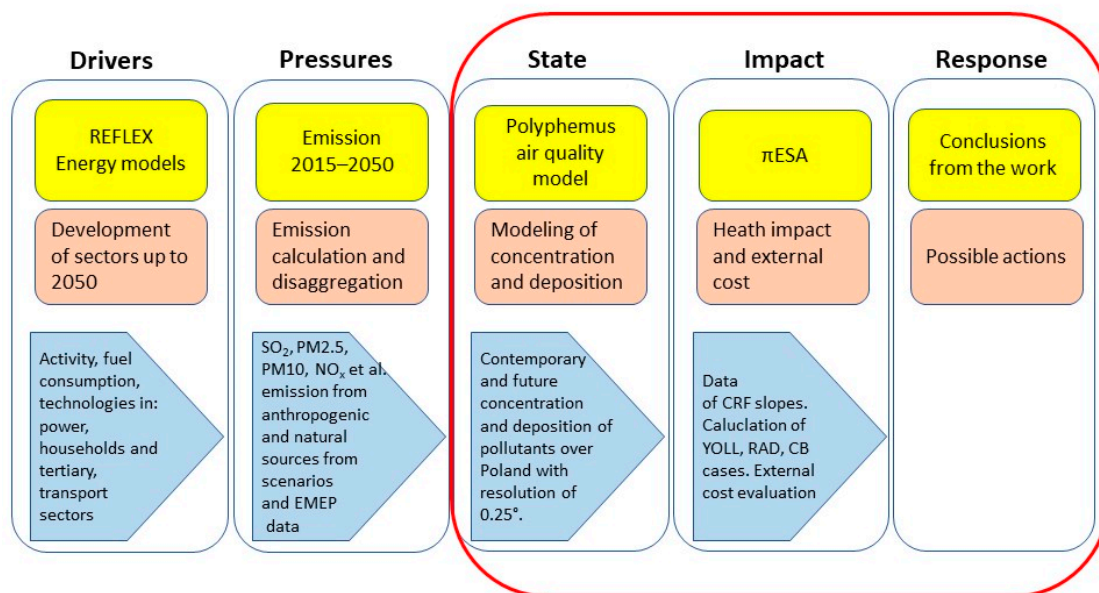 Drivers
Pressures
State
Impact
Response
REFLEX
Energy models
Emission
2015–2050
Polyphemus
air quality
model
πESA
Conclusions
from the work
Development
of sectors up to
2050
Emission
calculation and
disaggregation
Modeling of
concentration
and deposition
Heath impact
and external
cost
Possible actions
Activity, fuel
consumption,
technologies in:
power,
households and
tertiary,
transport
sectors
SO₂, PM2.5,
PM10, NOₓ et al.
emission from
anthropogenic
and natural
sources from
scenarios
and EMEP
data
Contemporary
and future
concentration
and deposition of
pollutants over
Poland with
resolution of
0.25°.
Data
of CRF slopes.
Caluclation of
YOLL, RAD, CB
cases. External
cost evaluation